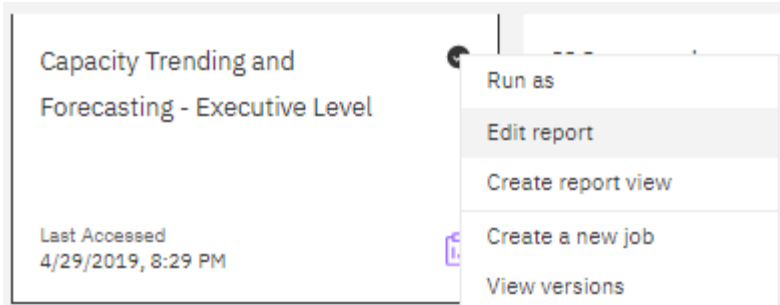 Capacity Trending and
Forecasting - Executive Level
Last Accessed
4/29/2019, 8:29 PM
Run as
Edit report
Create report view
Create a new job
View versions